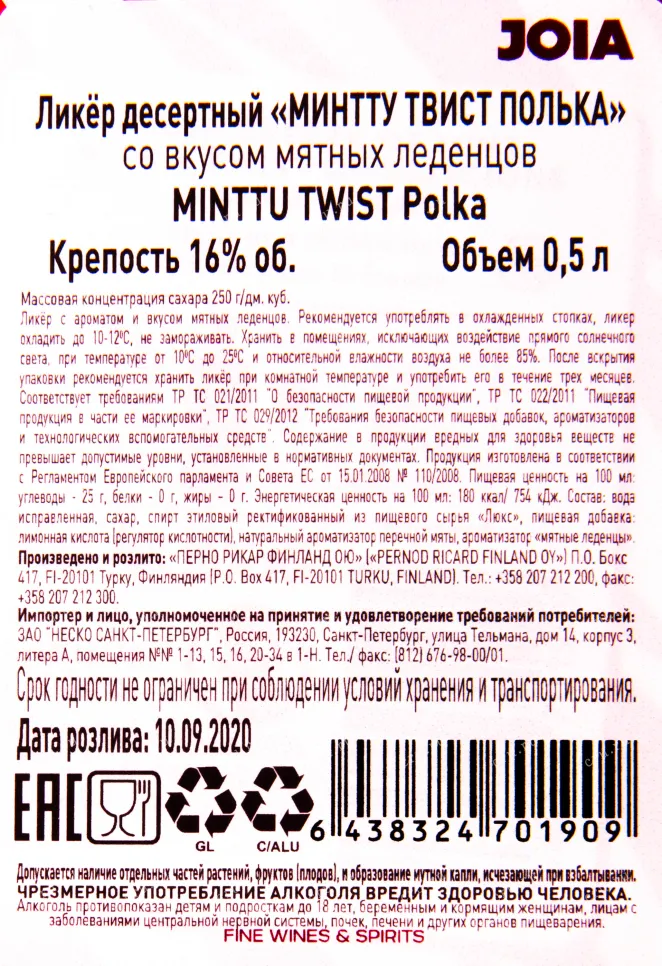 JOIA
Ликёр десертный «МИНТТУ ТВИСТ ПОЛЬКА»
со вкусом мятных леденцов
MINTTU TWIST Polka
Крепость 16% об. Объем 0,5 л
Массовая концентрация сахара 250 г/дм. куб.
Ликёр с ароматом и вкусом мятных леденцов. Рекомендуется употреблять в охлажденных стопках, ликер
охладить до 10-12⁰С, не замораживать. Хранить в помещениях, исключающих воздействие прямого солнечного
света, при температуре от 10⁰С до 25⁰С и относительной влажности воздуха не более 85%. После вскрытия
упаковки рекомендуется хранить ликёр при комнатной температуре и употребить его в течение трех месяцев.
Соответствует требованиям ТР ТС 021/2011 "О безопасности пищевой продукции", ТР ТС 022/2011 "Пищевая
продукция в части ее маркировки", ТР ТС 029/2012 "Требования безопасности пищевых добавок, ароматизаторов
и технологических вспомогательных средств". Содержание в продукции вредных для здоровья веществ не
превышает допустимые уровни, установленные в нормативных документах. Продукция изготовлена в соответствии
с Регламентом Европейского парламента и Совета ЕС от 15.01.2008 № 110/2008. Пищевая ценность на 100 мл:
углеводы - 25 г, белки - 0 г, жиры - 0 г. Энергетическая ценность на 100 мл: 180 ккал/ 754 кДж. Состав: вода
исправленная, сахар, спирт этиловый ректификованный из пищевого сырья «Люкс», пищевая добавка:
лимонная кислота (регулятор кислотности), натуральный ароматизатор перечной мяты, ароматизатор «мятные леденцы».
Произведено и розлито: «ПЕРНО РИКАР ФИНЛАНД ОЮ» («PERNOD RICARD FINLAND OY») П.О. Бокс
417, FI-20101 Турку, Финляндия (P.O. Box 417, FI-20101 TURKU, FINLAND). Тел.: +358 207 212 200, факс:
+358 207 212 300.
Импортер и лицо, уполномоченное на принятие и удовлетворение требований потребителей:
ЗАО "НЕСКО САНКТ-ПЕТЕРБУРГ", Россия, 193230, Санкт-Петербург, улица Тельмана, дом 14, корпус 3,
литера А, помещения №№ 1-13, 15, 16, 20-34 в 1-Н. Тел./ факс: (812) 676-98-00/01.
Срок годности не ограничен при соблюдении условий хранения и транспортирования.
Дата розлива: 10.09.2020
EAC
GL
C/ALU
6 438324 701909
Допускается наличие отдельных частей растений, фруктов (плодов), и образование мутной капли, исчезающей при взбалтывании.
ЧРЕЗМЕРНОЕ УПОТРЕБЛЕНИЕ АЛКОГОЛЯ ВРЕДИТ ЗДОРОВЬЮ ЧЕЛОВЕКА.
Алкоголь противопоказан детям и подросткам до 18 лет, беременным и кормящим женщинам, лицам с
заболеваниями центральной нервной системы, почек, печени и других органов пищеварения.
FINE WINES & SPIRITS